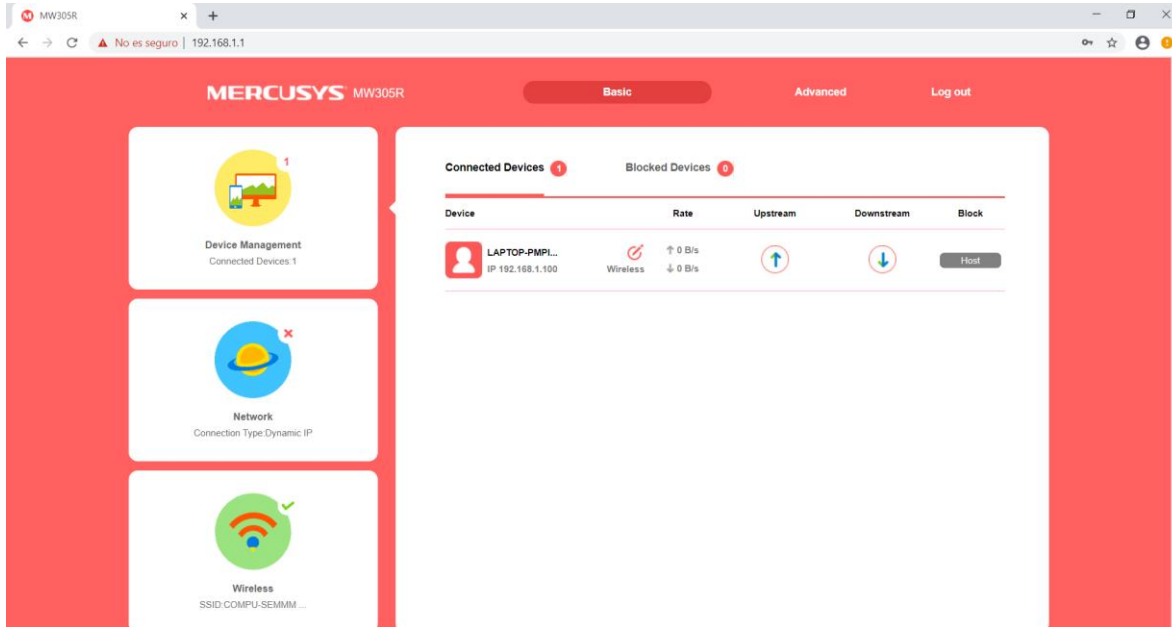 MW305R
No es seguro | 192.168.1.1
MERCUSYS MW305R
Basic
Advanced
Log out
1
Device Management
Connected Devices:1
Network
Connection Type:Dynamic IP
Wireless
SSID:COMPU-SEMMM ...
Connected Devices 1
Blocked Devices 0
Device Rate Upstream Downstream Block
LAPTOP-PMPI...
IP 192.168.1.100
Wireless
↑ 0 B/s
↓ 0 B/s
Host